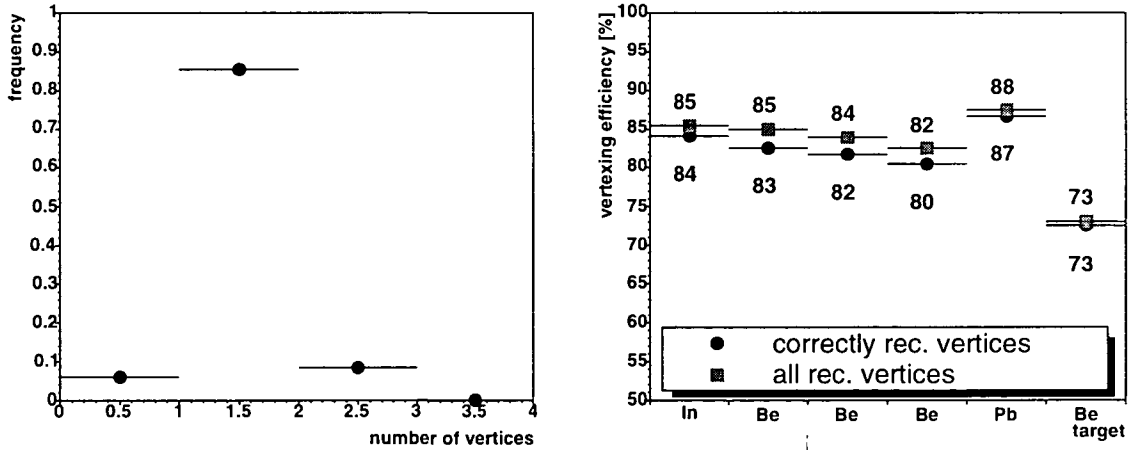 frequency
1
0.9
0.8
0.7
0.6
0.5
0.4
0.3
0.2
0.1
0
0 0.5 1 1.5 2 2.5 3 3.5 4
number of vertices
vertexing efficiency [%]
100
95
90
85
80
75
70
65
60
55
50
85 85 84 82 88 73
84 83 82 80 87 73
correctly rec. vertices
all rec. vertices
In Be Be Be Pb Be
target